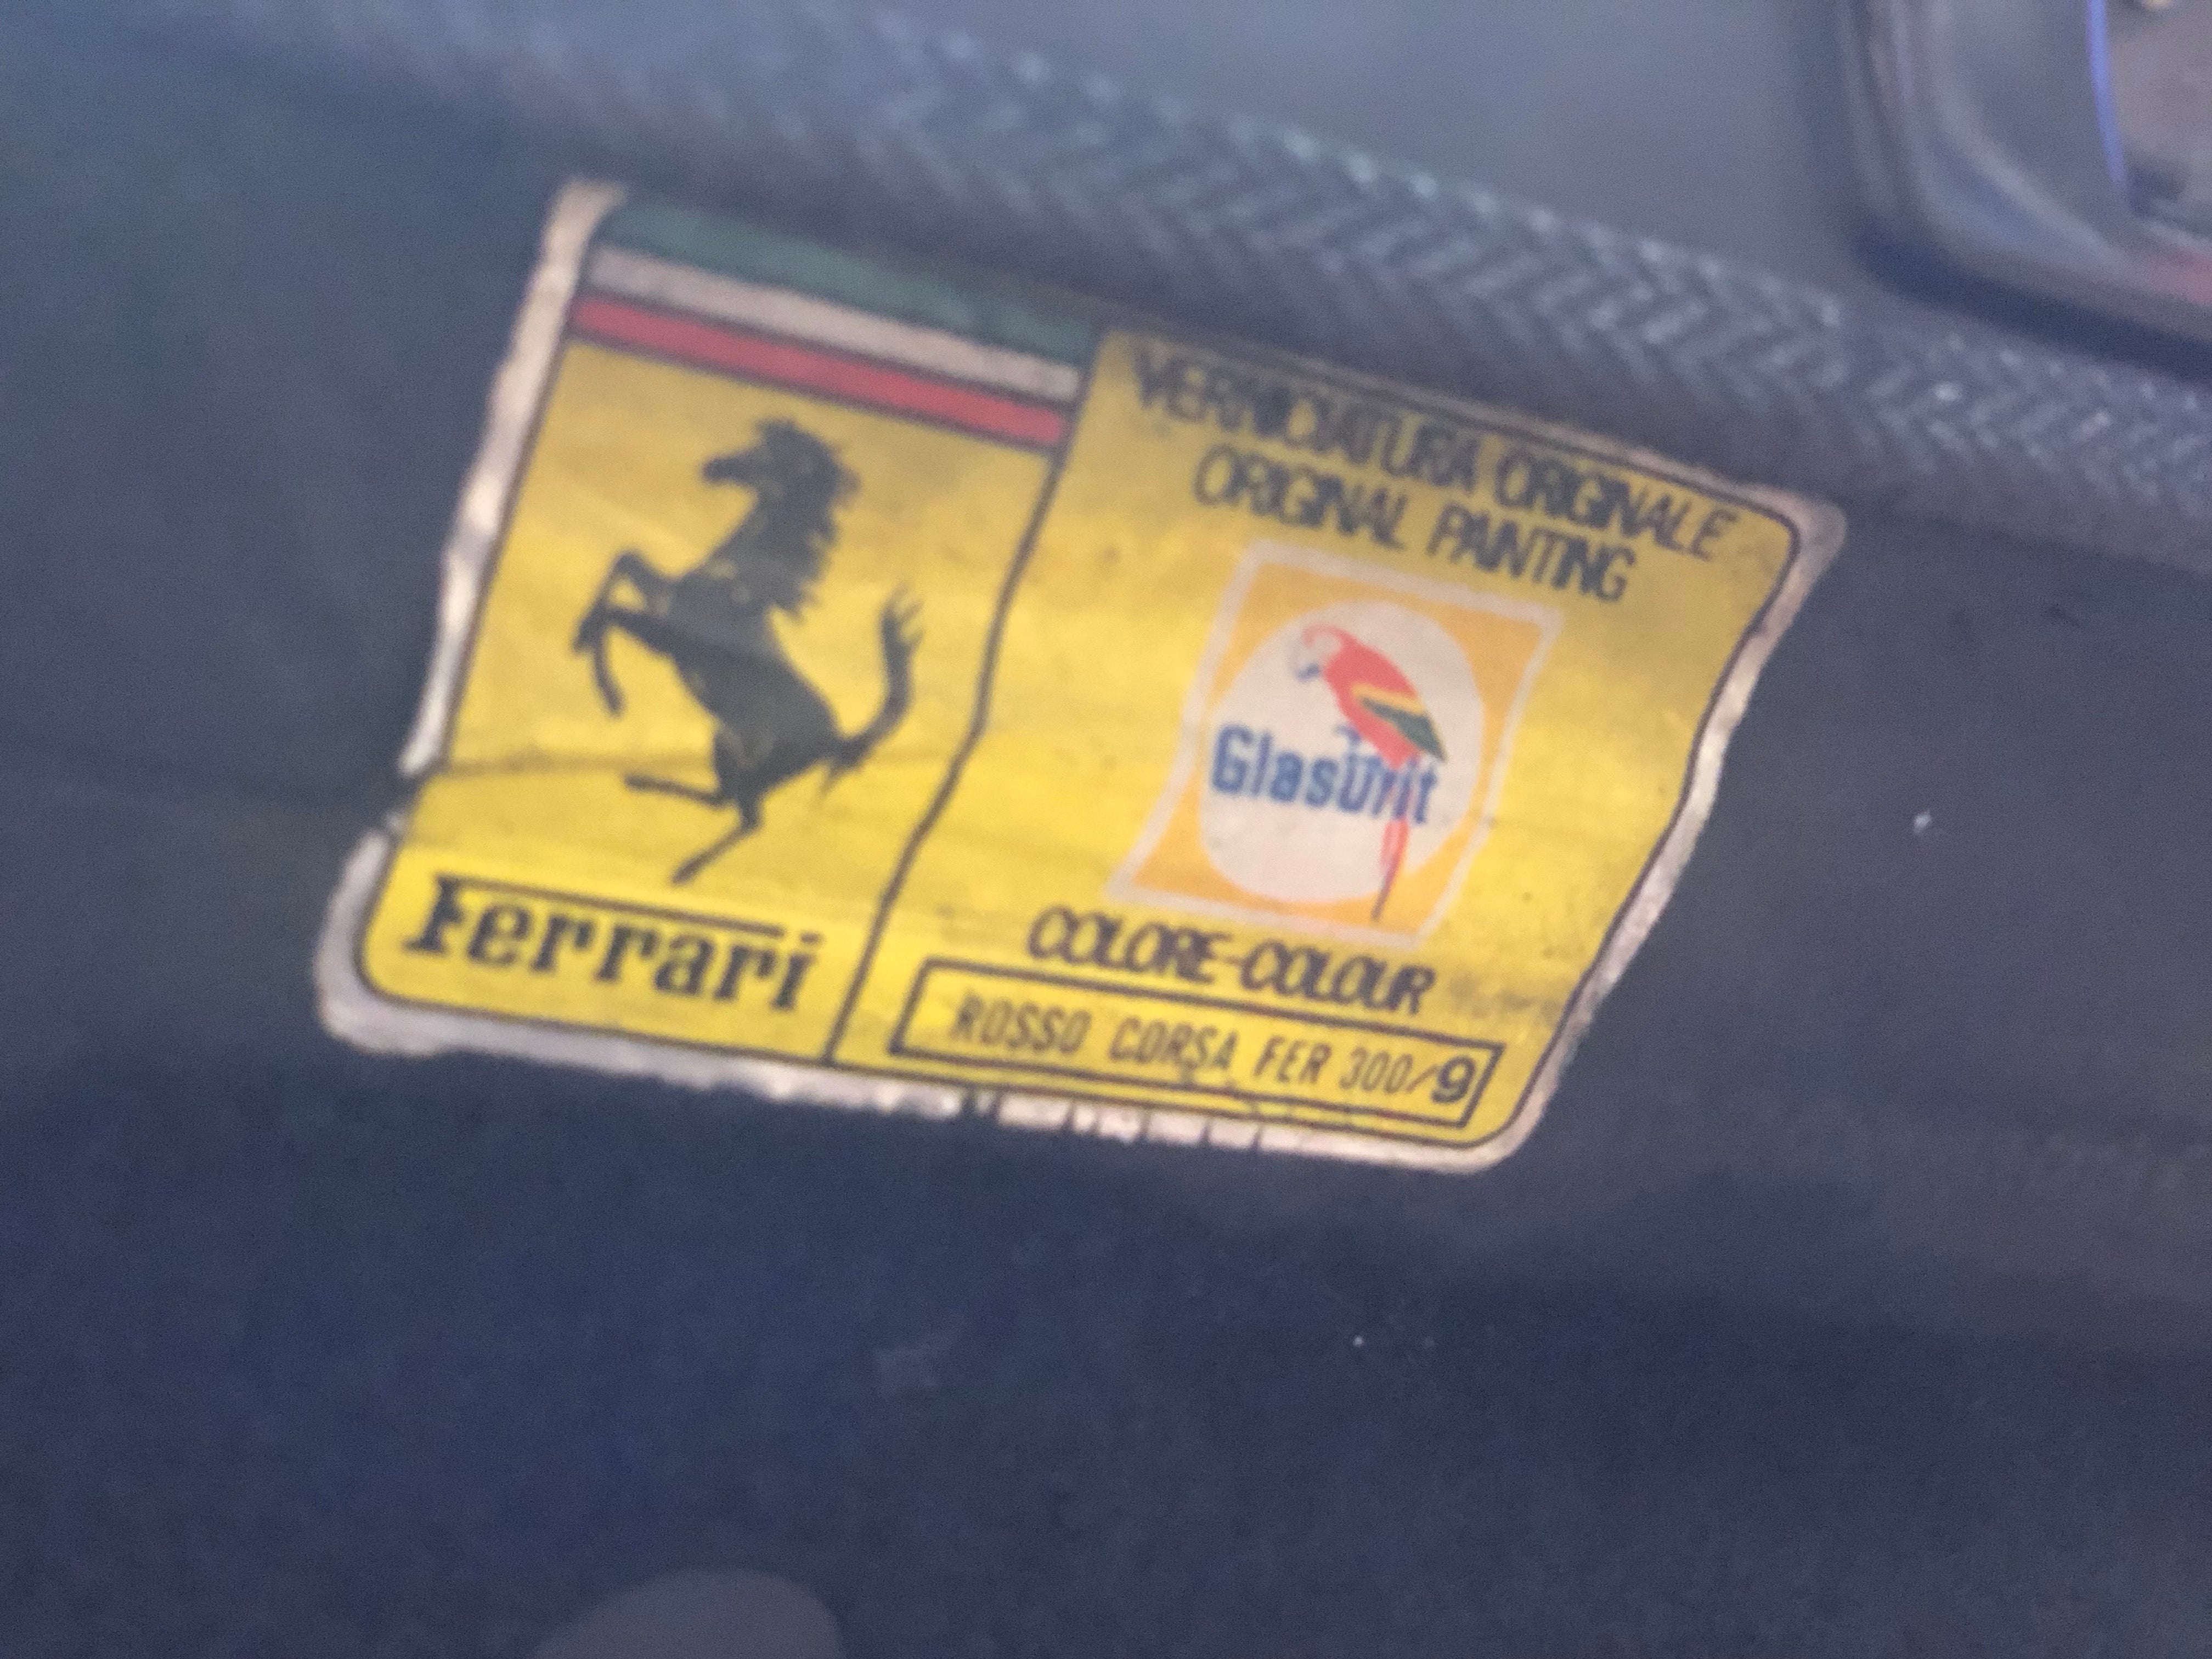 VERNICIATURA ORIGINALE
ORIGINAL PAINTING
Glasurit
COLORE-COLOUR
ROSSO CORSA FER 300/9
Ferrari